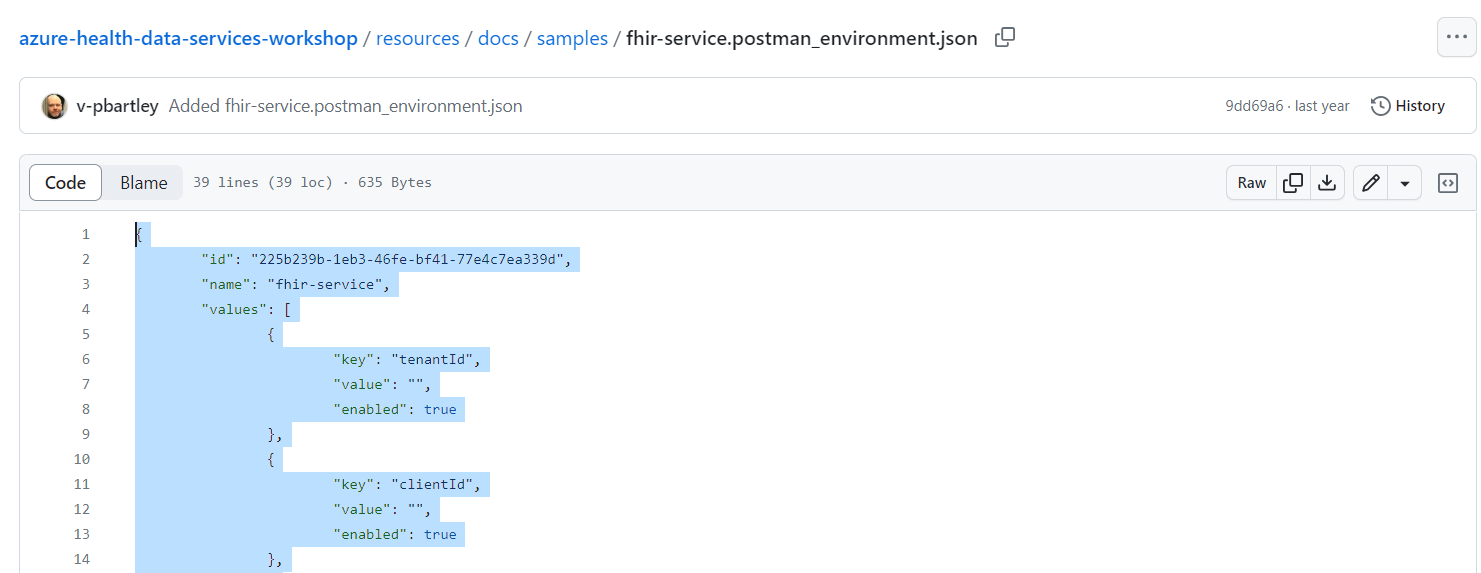 azure-health-data-services-workshop / resources / docs / samples / fhir-service.postman_environment.json
v-pbartley Added fhir-service.postman_environment.json 9dd69a6 · last year History
Code Blame 39 lines (39 loc) · 635 Bytes Raw
1 {
2 "id": "225b239b-1eb3-46fe-bf41-77e4c7ea339d",
3 "name": "fhir-service",
4 "values": [
5 {
6 "key": "tenantId",
7 "value": "",
8 "enabled": true
9 },
10 {
11 "key": "clientId",
12 "value": "",
13 "enabled": true
14 },